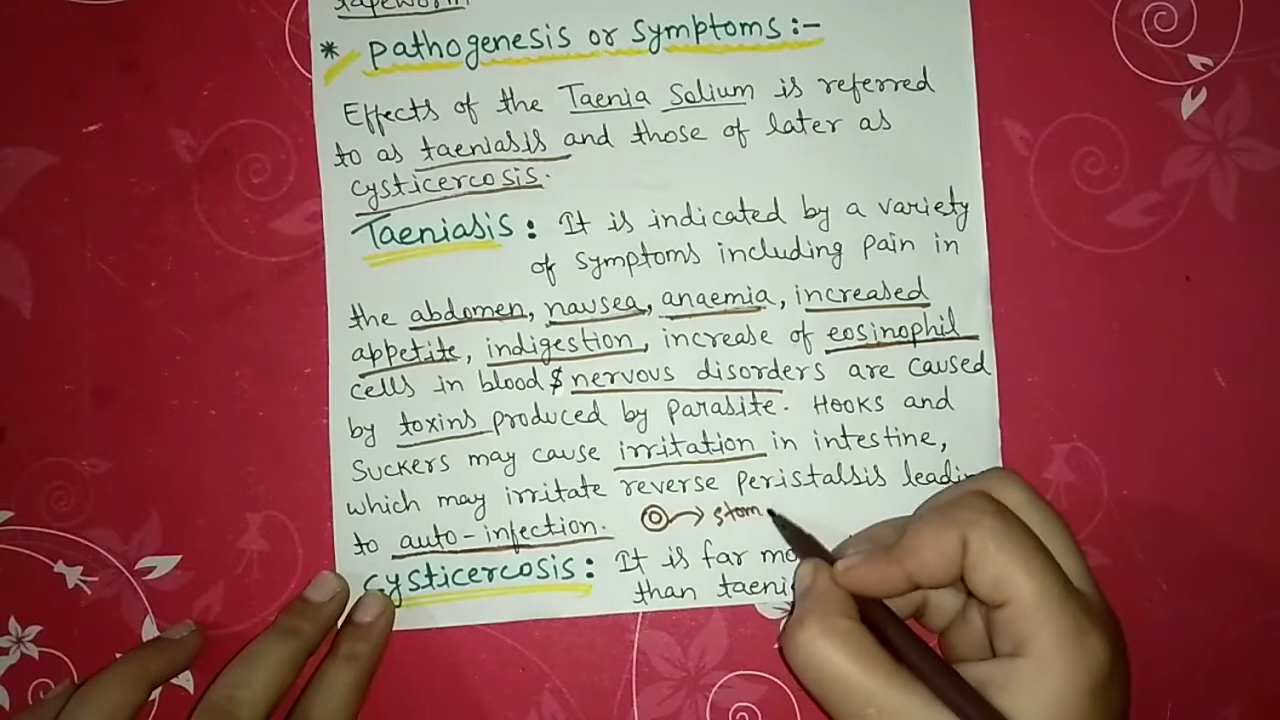 tapeworm
* Pathogenesis or Symptoms:-
Effects of the Taenia Solium is referred
to as taeniasis and those of later as
cysticercosis.
Taeniasis: It is indicated by a variety
of symptoms including pain in
the abdomen, nausea, anaemia, increased
appetite, indigestion, increase of eosinophil
cells in blood & nervous disorders are caused
by toxins produced by parasite. Hooks and
Suckers may cause irritation in intestine,
which may irritate reverse peristalsis
to auto-infection. → stom
Cysticercosis: It is far
than